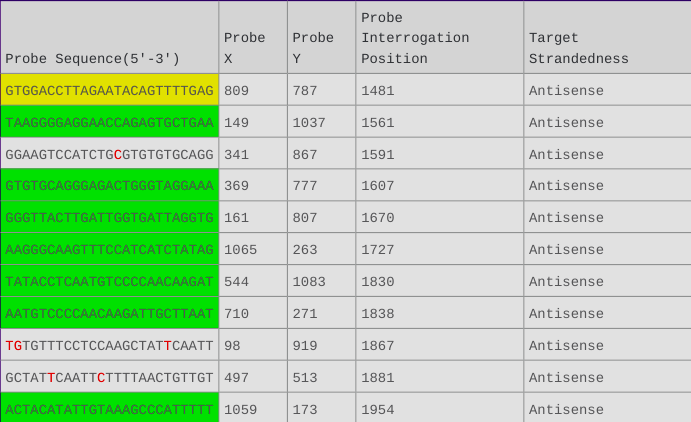 Probe Sequence(5'-3') Probe X Probe Y Probe Interrogation Position Target Strandedness
GTGGACCTTAGAATACAGTTTTGAG 809 787 1481 Antisense
TAAGGGGAGGAACCAGAGTGCTGAA 149 1037 1561 Antisense
GGAAGTCCATCTGCGTGTGTGCAGG 341 867 1591 Antisense
GTGTGCAGGGAGACTGGGTAGGAAA 369 777 1607 Antisense
GGGTTACTTGATTGGTGATTAGGTG 161 807 1670 Antisense
AAGGGCAAGTTTCCATCATCTATAG 1065 263 1727 Antisense
TATACCTCAATGTCCCCAACAAGAT 544 1083 1830 Antisense
AATGTCCCCAACAAGATTGCTTAAT 710 271 1838 Antisense
TGTGTTTCCTCCAAGCTATTCAATT 98 919 1867 Antisense
GCTATTCAATTCTTTTAACTGTTGT 497 513 1881 Antisense
ACTACATATTGTAAAGCCCATTTTT 1059 173 1954 Antisense